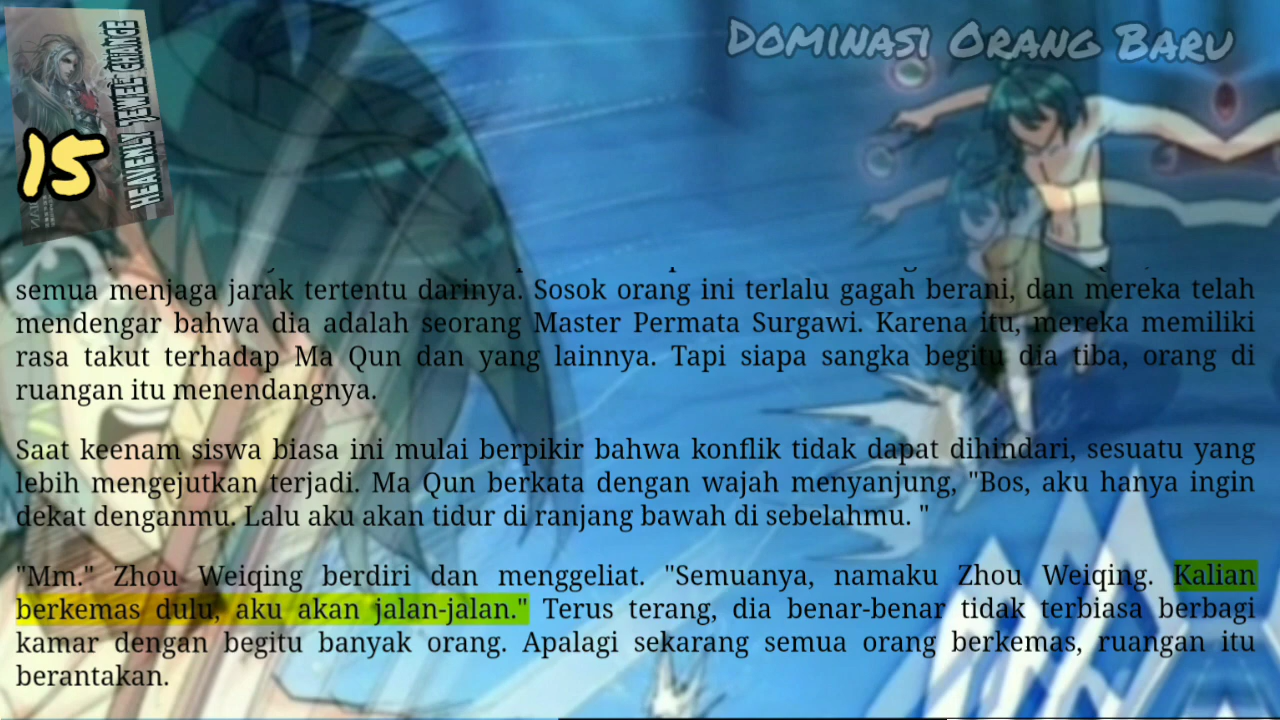 Dominasi Orang Baru
HEAVENLY JEWEL CHANGE
15
semua menjaga jarak tertentu darinya. Sosok orang ini terlalu gagah berani, dan mereka telah
mendengar bahwa dia adalah seorang Master Permata Surgawi. Karena itu, mereka memiliki
rasa takut terhadap Ma Qun dan yang lainnya. Tapi siapa sangka begitu dia tiba, orang di
ruangan itu menendangnya.
Saat keenam siswa biasa ini mulai berpikir bahwa konflik tidak dapat dihindari, sesuatu yang
lebih mengejutkan terjadi. Ma Qun berkata dengan wajah menyanjung, "Bos, aku hanya ingin
dekat denganmu. Lalu aku akan tidur di ranjang bawah di sebelahmu. "
"Mm." Zhou Weiqing berdiri dan menggeliat. "Semuanya, namaku Zhou Weiqing. Kalian
berkemas dulu, aku akan jalan-jalan." Terus terang, dia benar-benar tidak terbiasa berbagi
kamar dengan begitu banyak orang. Apalagi sekarang semua orang berkemas, ruangan itu
berantakan.